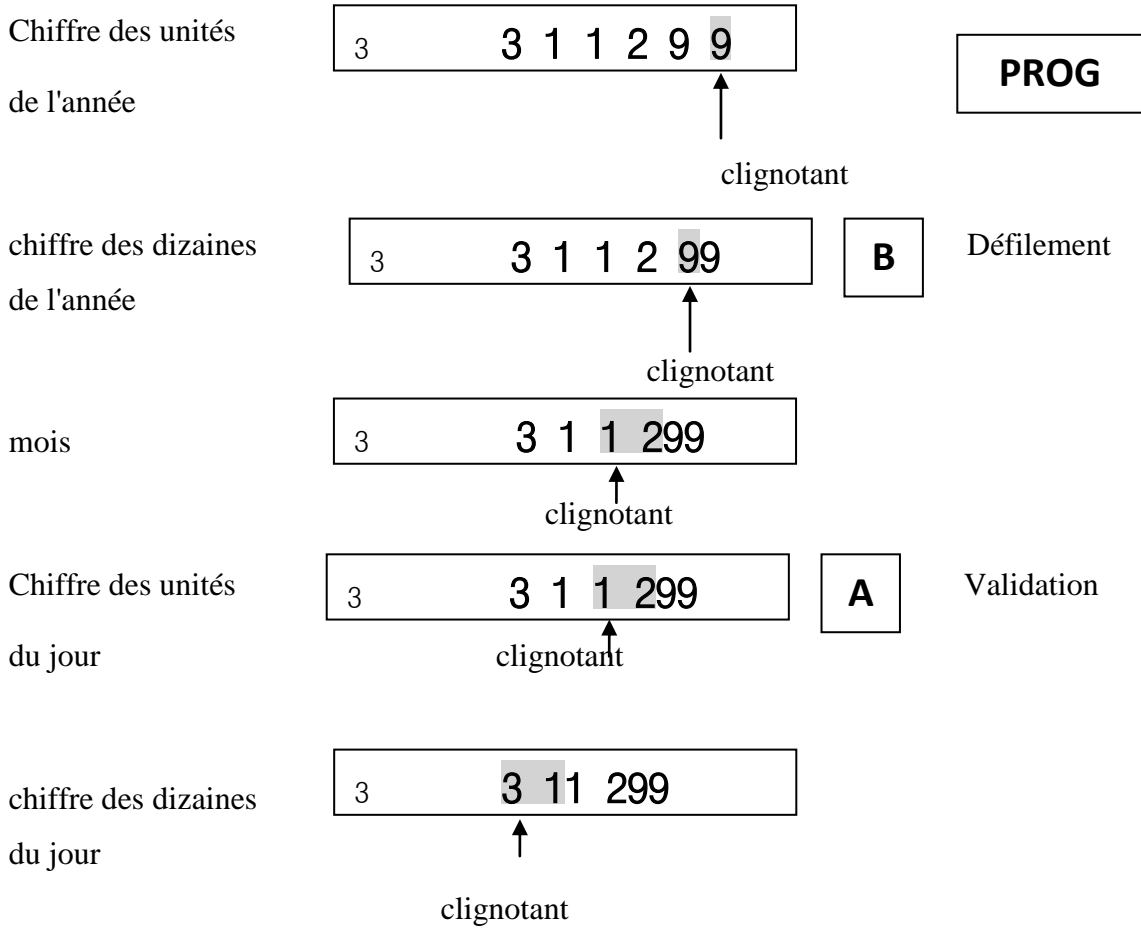 Chiffre des unités
3 3 1 1 2 9 9
PROG
de l'année
clignotant
chiffre des dizaines
3 3 1 1 2 99
B
Défilement
de l'année
clignotant
mois
3 3 1 1 299
clignotant
Chiffre des unités
3 3 1 1 299
A
Validation
du jour
clignotant
chiffre des dizaines
3 3 11 299
du jour
clignotant